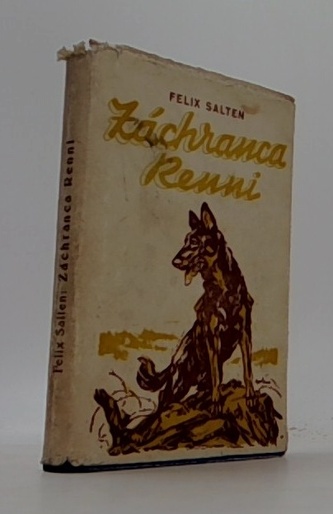 FELIX SALTEN
Záchranca
Renni
Felix Salten: Záchranca Renni